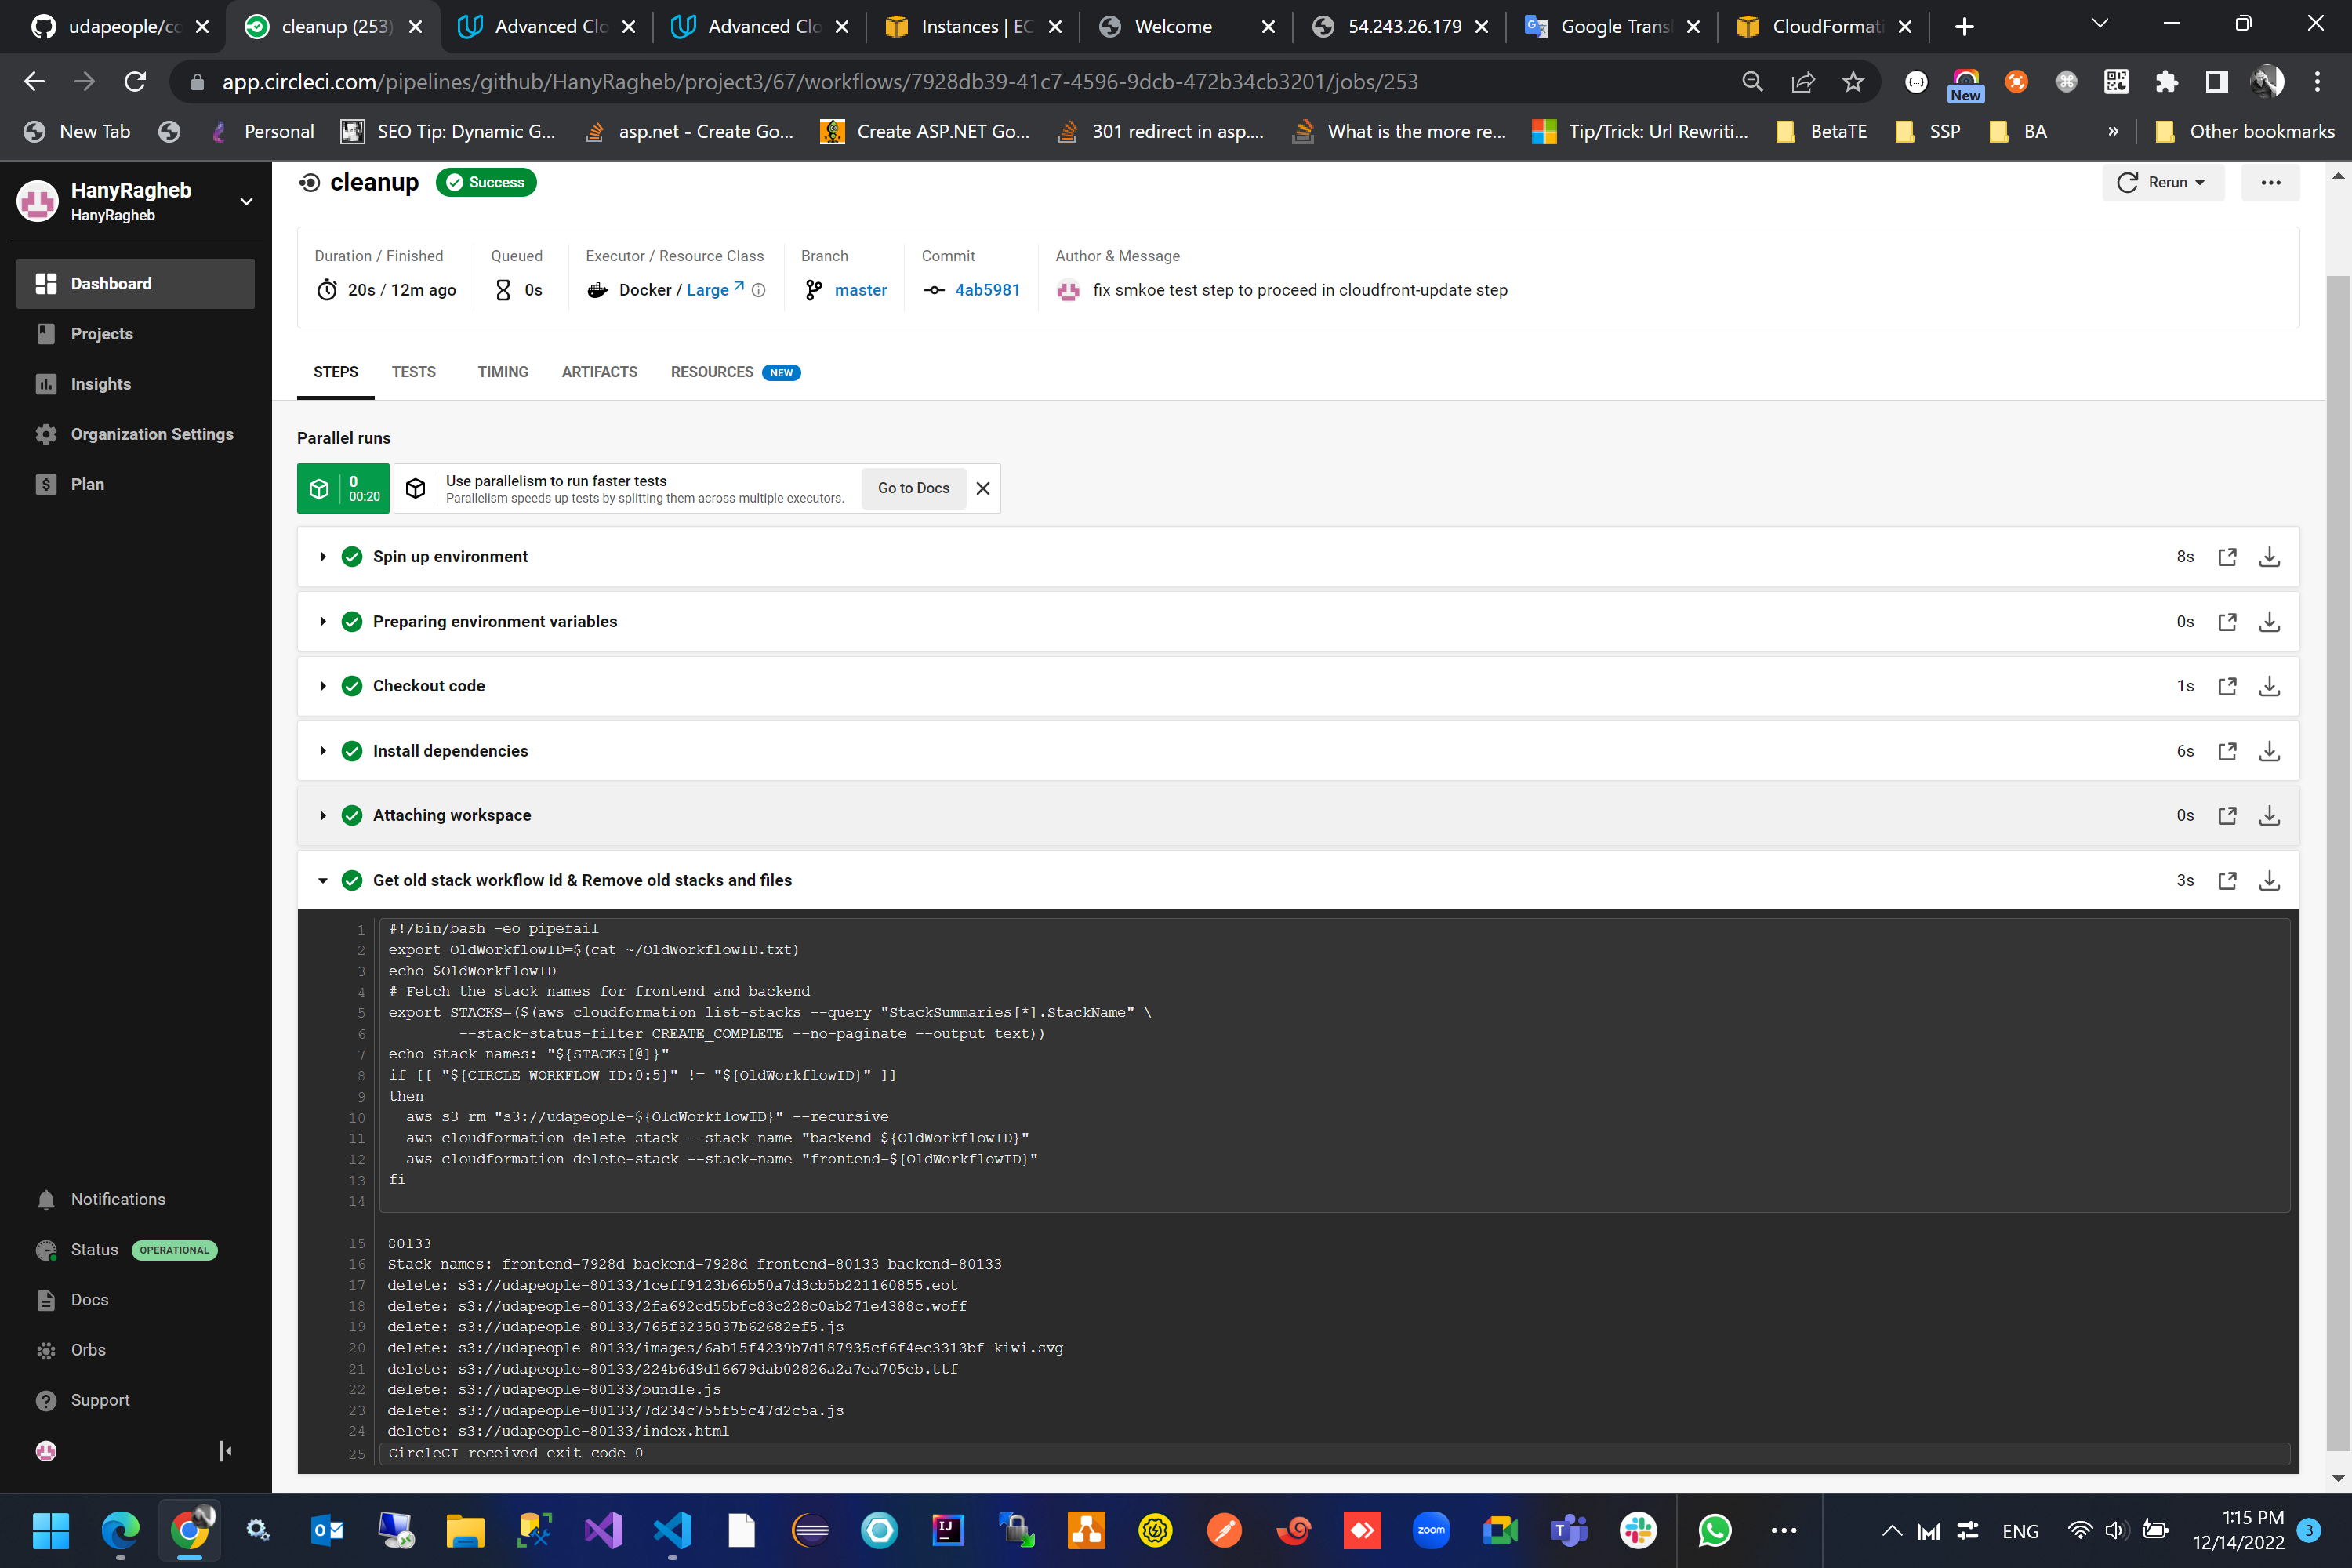 udapeople/co
cleanup (253)
Advanced Clo
Advanced Clo
Instances | EC
Welcome
54.243.26.179
Google Trans
CloudFormati
app.circleci.com/pipelines/github/HanyRagheb/project3/67/workflows/7928db39-41c7-4596-9dcb-472b34cb3201/jobs/253
New
New Tab
Personal
SEO Tip: Dynamic G...
asp.net - Create Go...
Create ASP.NET Go...
301 redirect in asp....
What is the more re...
Tip/Trick: Url Rewriti...
BetaTE
SSP
BA
»
Other bookmarks
HanyRagheb
HanyRagheb
Dashboard
Projects
Insights
Organization Settings
Plan
Notifications
Status OPERATIONAL
Docs
Orbs
Support
cleanup Success
Rerun
Duration / Finished
20s / 12m ago
Queued
0s
Executor / Resource Class
Docker / Large
Branch
master
Commit
4ab5981
Author & Message
fix smkoe test step to proceed in cloudfront-update step
STEPS TESTS TIMING ARTIFACTS RESOURCES NEW
Parallel runs
0
00:20
Use parallelism to run faster tests
Parallelism speeds up tests by splitting them across multiple executors.
Go to Docs
Spin up environment 8s
Preparing environment variables 0s
Checkout code 1s
Install dependencies 6s
Attaching workspace 0s
Get old stack workflow id & Remove old stacks and files 3s
1 #!/bin/bash -eo pipefail
2 export OldWorkflowID=$(cat ~/OldWorkflowID.txt)
3 echo $OldWorkflowID
4 # Fetch the stack names for frontend and backend
5 export STACKS=($(aws cloudformation list-stacks --query "StackSummaries[*].StackName" \
6 --stack-status-filter CREATE_COMPLETE --no-paginate --output text))
7 echo Stack names: "${STACKS[@]}"
8 if [[ "${CIRCLE_WORKFLOW_ID:0:5}" != "${OldWorkflowID}" ]]
9 then
10 aws s3 rm "s3://udapeople-${OldWorkflowID}" --recursive
11 aws cloudformation delete-stack --stack-name "backend-${OldWorkflowID}"
12 aws cloudformation delete-stack --stack-name "frontend-${OldWorkflowID}"
13 fi
14
15 80133
16 Stack names: frontend-7928d backend-7928d frontend-80133 backend-80133
17 delete: s3://udapeople-80133/1ceff9123b66b50a7d3cb5b221160855.eot
18 delete: s3://udapeople-80133/2fa692cd55bfc83c228c0ab271e4388c.woff
19 delete: s3://udapeople-80133/765f3235037b62682ef5.js
20 delete: s3://udapeople-80133/images/6ab15f4239b7d187935cf6f4ec3313bf-kiwi.svg
21 delete: s3://udapeople-80133/224b6d9d16679dab02826a2a7ea705eb.ttf
22 delete: s3://udapeople-80133/bundle.js
23 delete: s3://udapeople-80133/7d234c755f55c47d2c5a.js
24 delete: s3://udapeople-80133/index.html
25 CircleCI received exit code 0
zoom
ENG
1:15 PM
12/14/2022
3